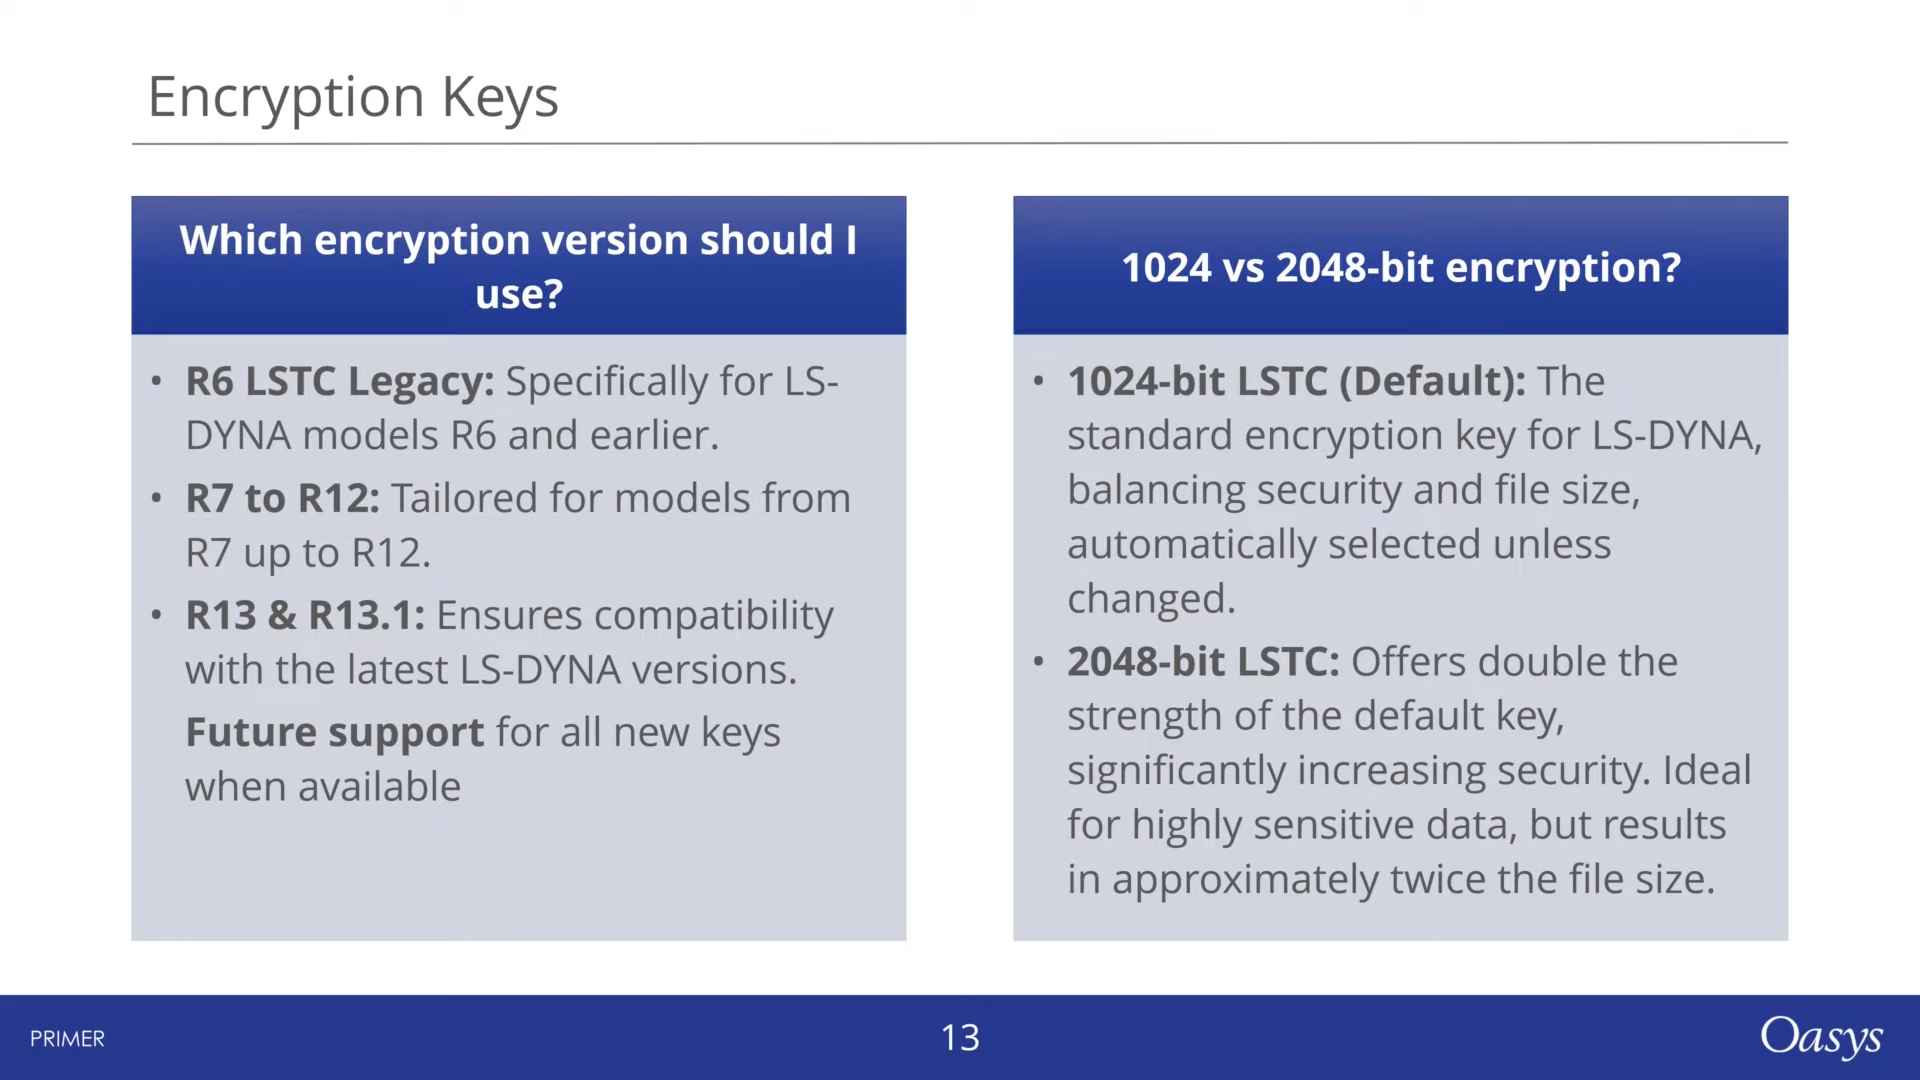 Encryption Keys
Which encryption version should I
use?
• R6 LSTC Legacy: Specifically for LS-
DYNA models R6 and earlier.
• R7 to R12: Tailored for models from
R7 up to R12.
• R13 & R13.1: Ensures compatibility
with the latest LS-DYNA versions.
Future support for all new keys
when available
1024 vs 2048-bit encryption?
• 1024-bit LSTC (Default): The
standard encryption key for LS-DYNA,
balancing security and file size,
automatically selected unless
changed.
• 2048-bit LSTC: Offers double the
strength of the default key,
significantly increasing security. Ideal
for highly sensitive data, but results
in approximately twice the file size.
PRIMER
13
Oasys